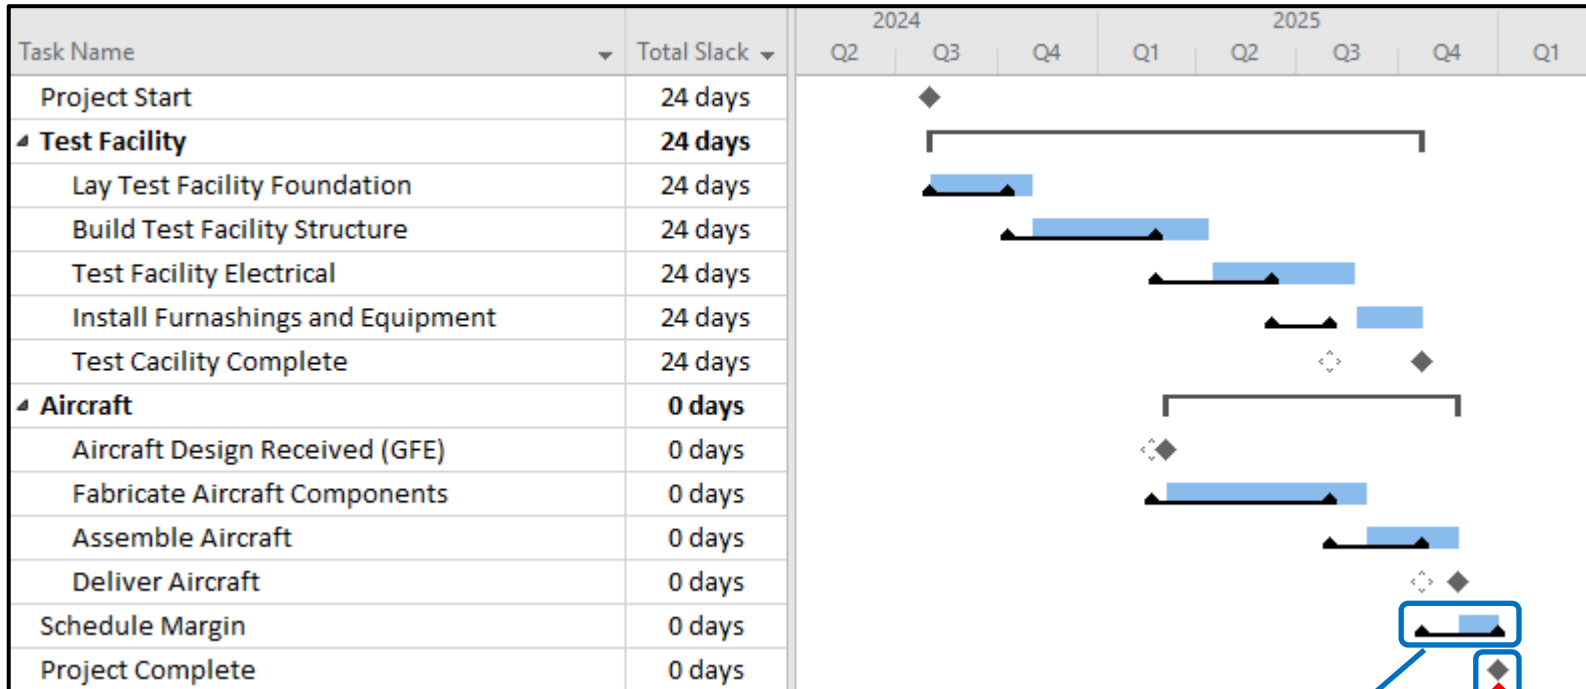 2024 2025
Task Name Total Slack Q2 Q3 Q4 Q1 Q2 Q3 Q4 Q1
Project Start 24 days
Test Facility 24 days
Lay Test Facility Foundation 24 days
Build Test Facility Structure 24 days
Test Facility Electrical 24 days
Install Furnashings and Equipment 24 days
Test Cacility Complete 24 days
Aircraft 0 days
Aircraft Design Received (GFE) 0 days
Fabricate Aircraft Components 0 days
Assemble Aircraft 0 days
Deliver Aircraft 0 days
Schedule Margin 0 days
Project Complete 0 days